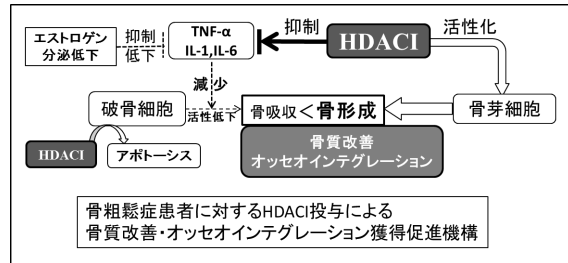 エストロゲン
分泌低下
抑制
低下
TNF-α
IL-1,IL-6
抑制
HDACI
活性化
減少
破骨細胞
活性低下
骨吸収<骨形成
骨芽細胞
HDACI
アポトーシス
骨質改善
オッセオインテグレーション
骨粗鬆症患者に対するHDACI投与による
骨質改善・オッセオインテグレーション獲得促進機構